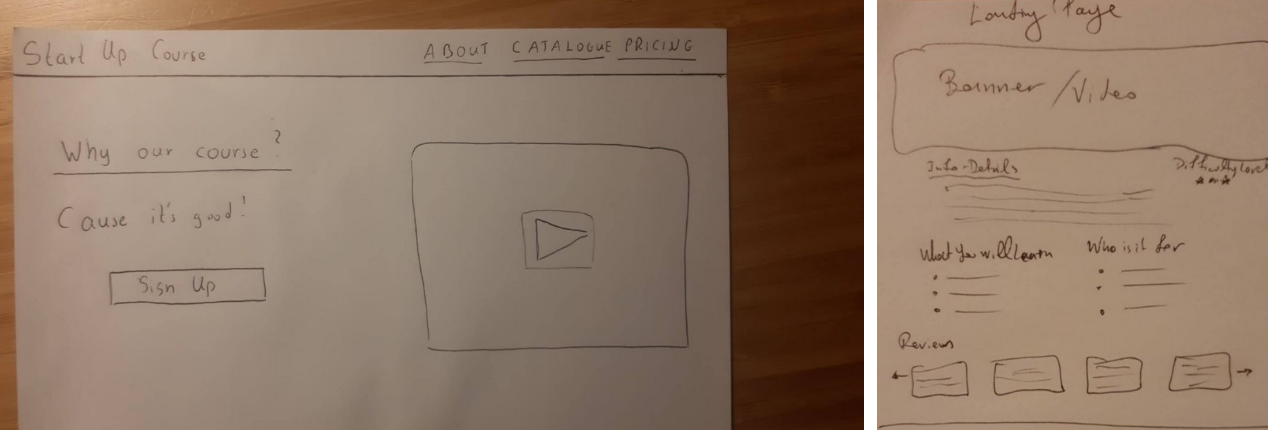 Start Up Course ABOUT CATALOGUE PRICING
Why our course?
Cause it's good!
Sign Up
Landing Page
Banner/Video
Info-Details
Difficulty Level
What you will learn
Who is it for
Reviews